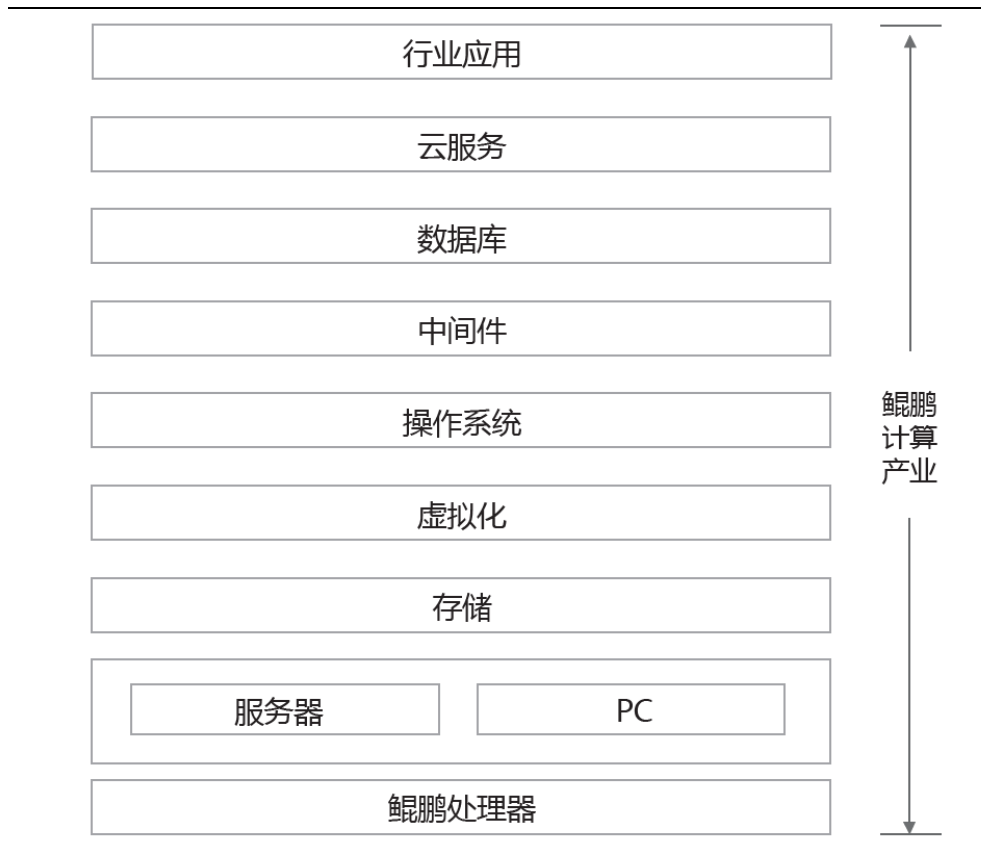 行业应用
云服务
数据库
中间件
操作系统
虚拟化
存储
服务器
PC
鲲鹏处理器
鲲鹏
计算
产业